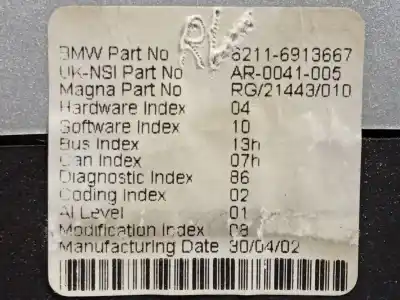 RV
BMW Part No 6211-6913667
UK-NSI Part No AR-0041-005
Magna Part No RG/21443/010
Hardware Index 04
Software Index 10
Bus Index 13h
Can Index 07h
Diagnostic Index 86
Coding Index 02
AI Level 01
Modification Index 08
Manufacturing Date 30/04/02